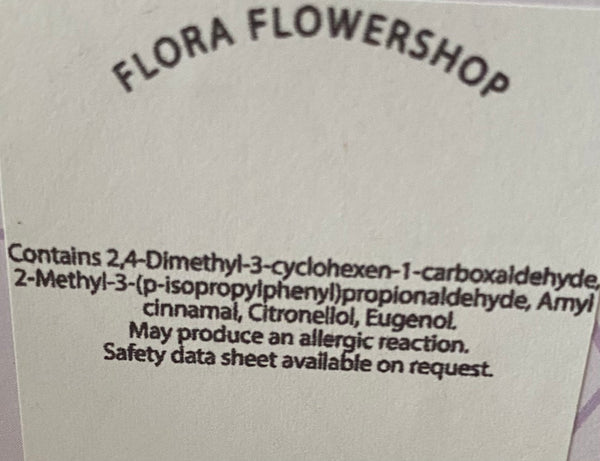 FLORA FLOWERSHOP
Contains 2,4-Dimethyl-3-cyclohexen-1-carboxaldehyde,
2-Methyl-3-(p-isopropylphenyl)propionaldehyde, Amyl
cinnamal, Citronellol, Eugenol.
May produce an allergic reaction.
Safety data sheet available on request.